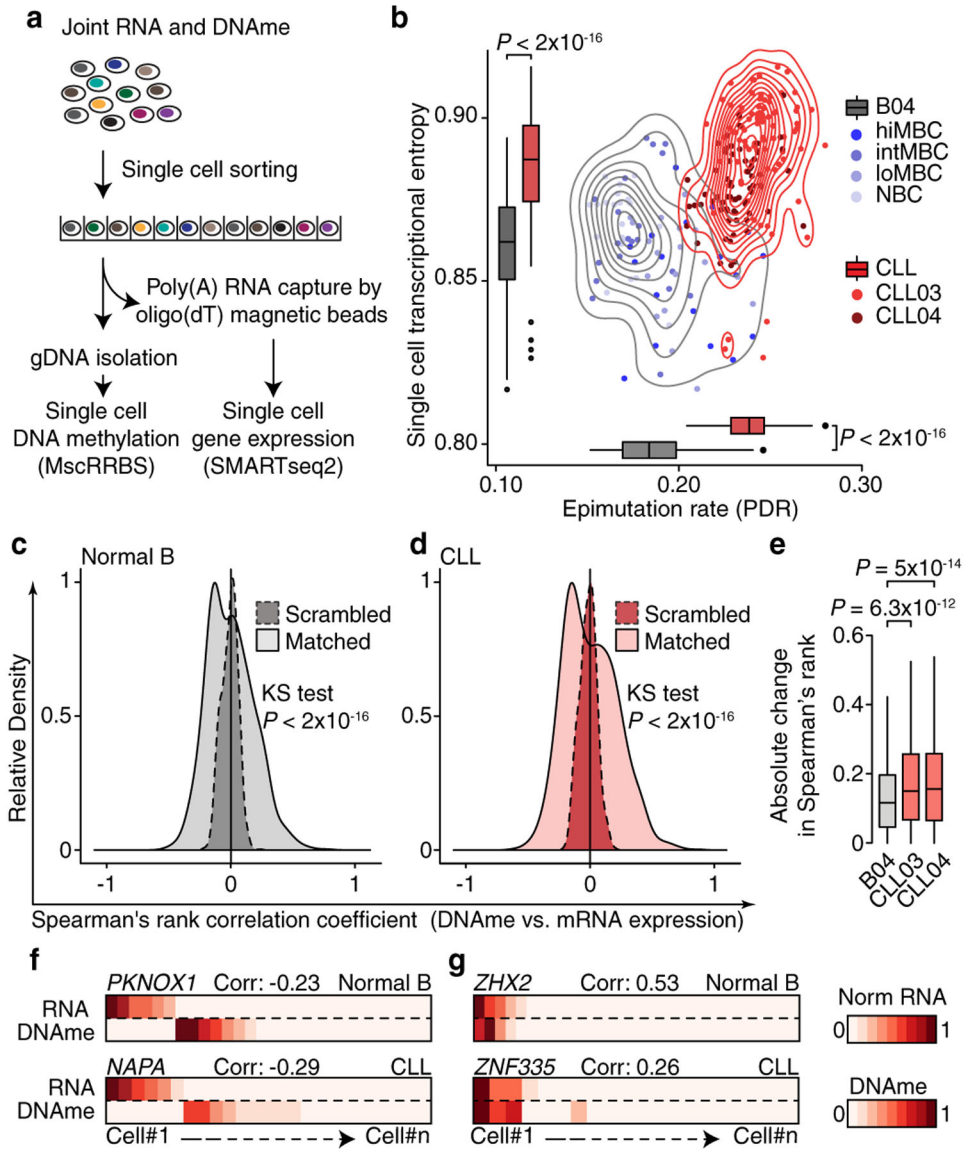 a
Joint RNA and DNAme
Single cell sorting
Poly(A) RNA capture by
oligo(dT) magnetic beads
gDNA isolation
Single cell
DNA methylation
(MscRRBS)
Single cell
gene expression
(SMARTseq2)
b
P < 2x10-16
Single cell transcriptional entropy
0.90
0.85
0.80
B04
hiMBC
intMBC
loMBC
NBC
CLL
CLL03
CLL04
P < 2x10-16
0.10
0.20
0.30
Epimutation rate (PDR)
c
Normal B
Relative Density
1
0.5
0
Scrambled
Matched
KS test
P < 2x10-16
-1
0
1
d
CLL
1
0.5
0
Scrambled
Matched
KS test
P < 2x10-16
-1
0
1
Spearman's rank correlation coefficient (DNAme vs. mRNA expression)
e
P = 5x10-14
P = 6.3x10-12
Absolute change
in Spearman's rank
0.6
0.4
0.2
0
B04
CLL03
CLL04
f
PKNOX1 Corr: -0.23 Normal B
RNA
DNAme
NAPA Corr: -0.29 CLL
RNA
DNAme
Cell#1 Cell#n
g
ZHX2 Corr: 0.53 Normal B
ZNF335 Corr: 0.26 CLL
Cell#1 Cell#n
Norm RNA
0 1
DNAme
0 1